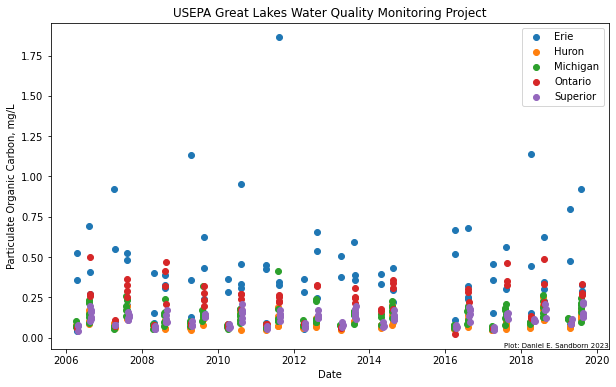 USEPA Great Lakes Water Quality Monitoring Project
Erie
Huron
Michigan
Ontario
Superior
Particulate Organic Carbon, mg/L
1.75
1.50
1.25
1.00
0.75
0.50
0.25
0.00
2006 2008 2010 2012 2014 2016 2018 2020
Plot: Daniel E. Sandborn 2023
Date